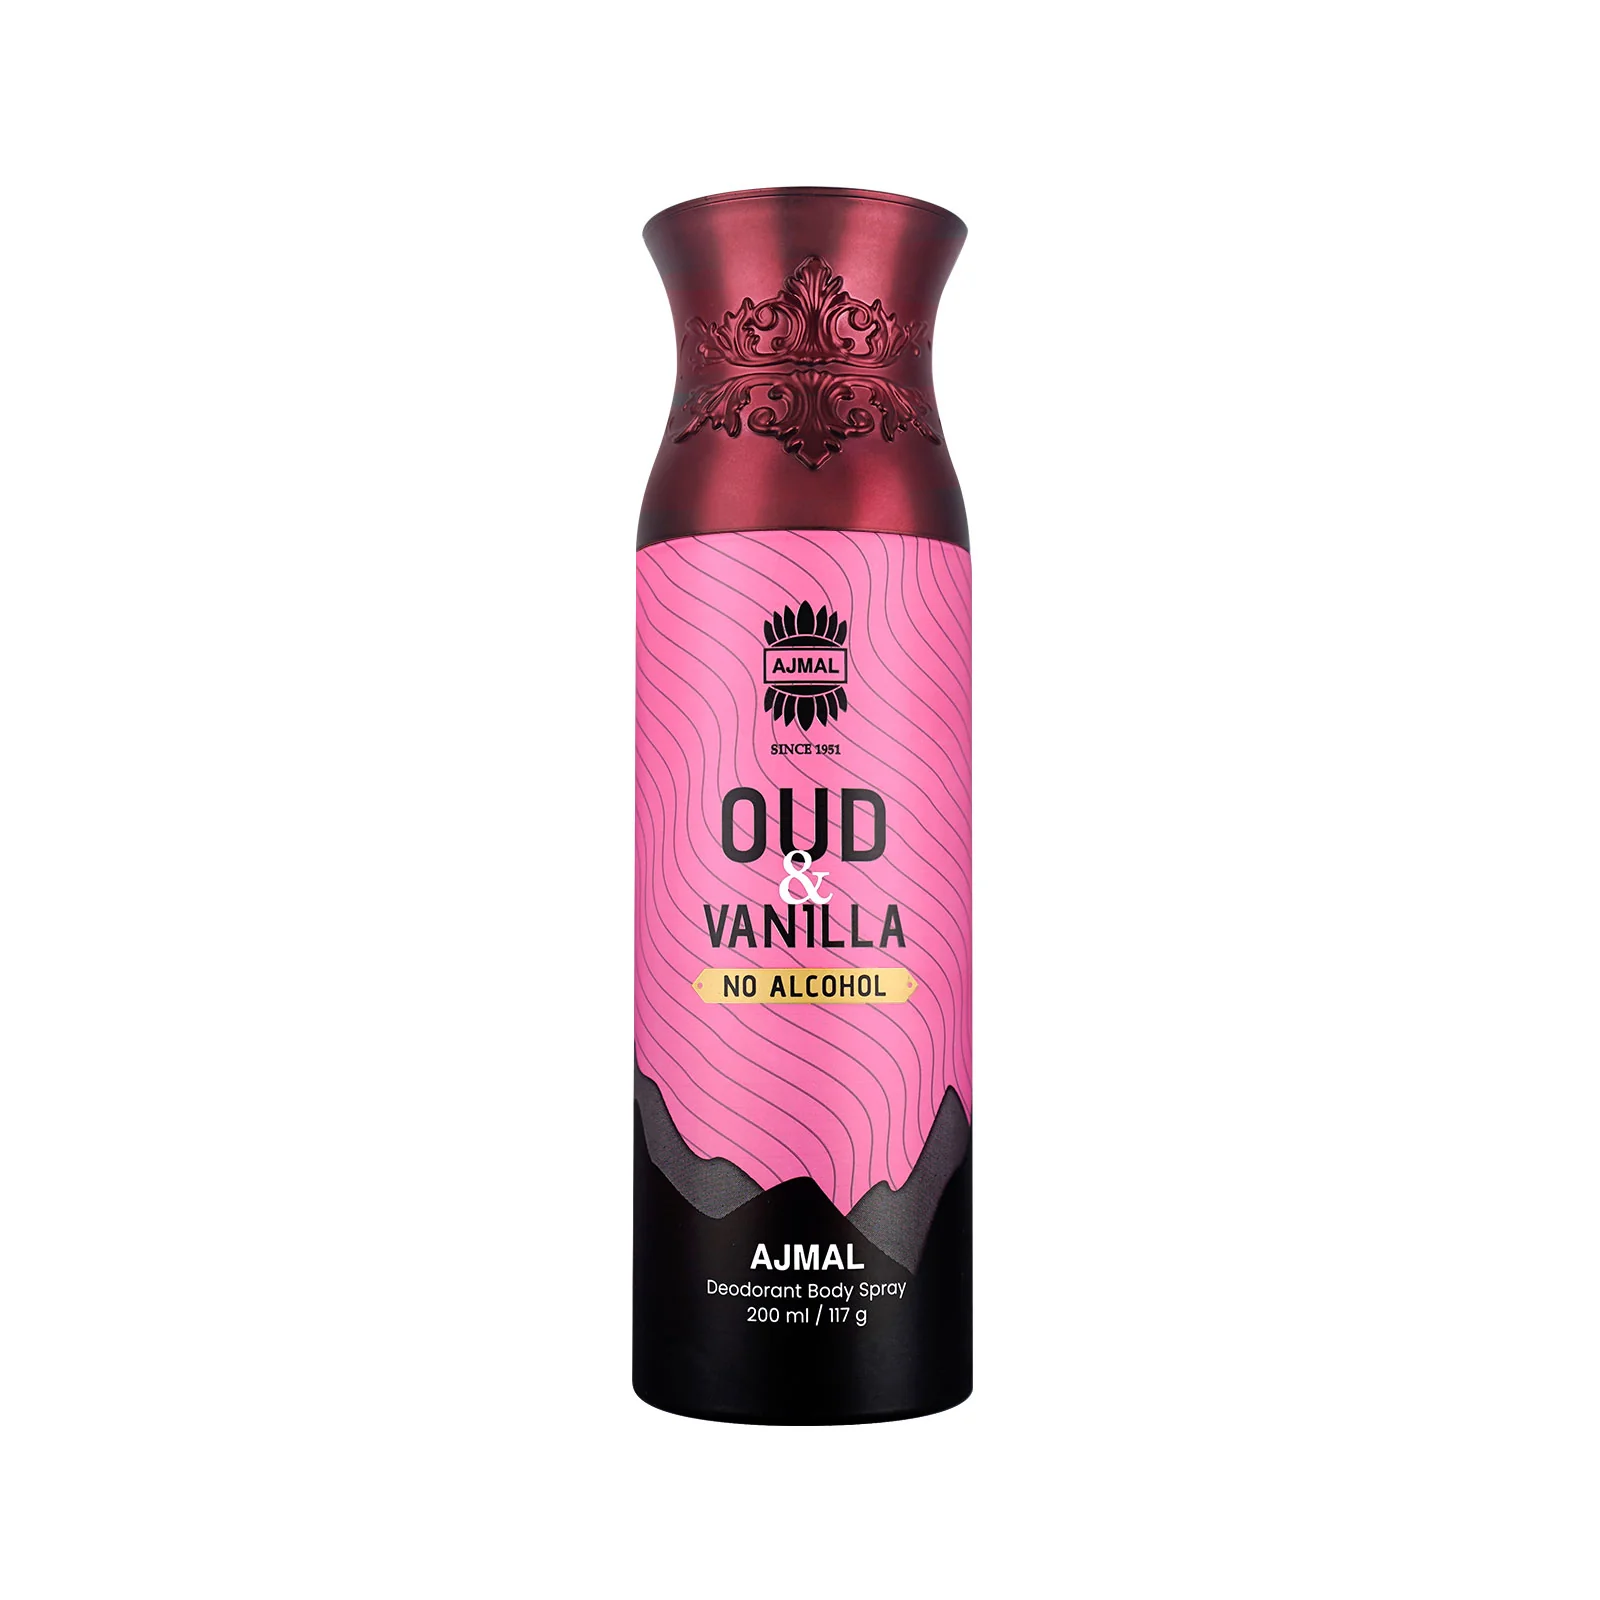 AJMAL
SINCE 1951
OUD
&
VANILLA
NO ALCOHOL
AJMAL
Deodorant Body Spray
200 ml / 117 g